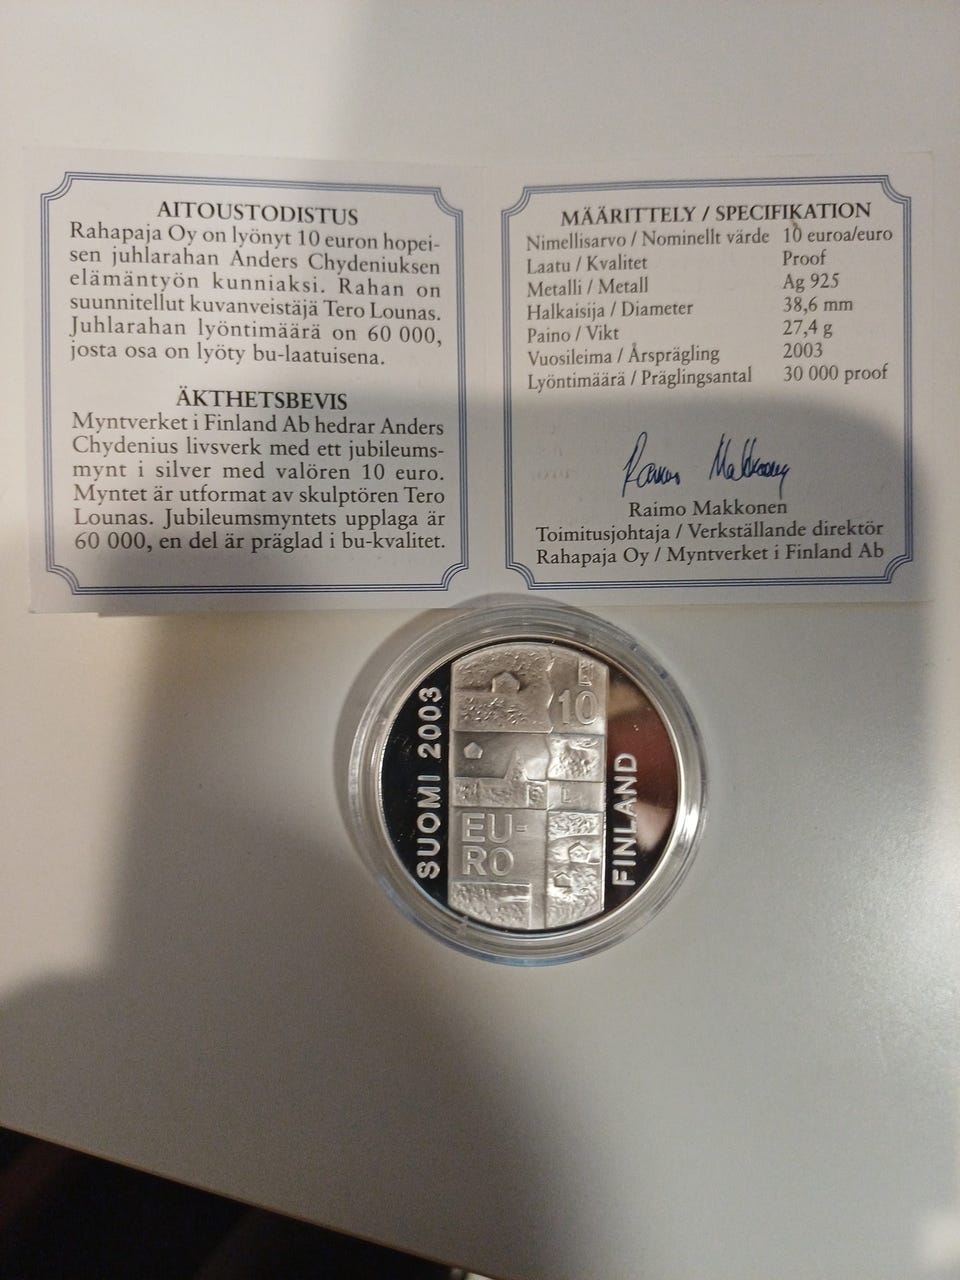 AITOUSTODISTUS
Rahapaja Oy on lyönyt 10 euron hopei-
sen juhlarahan Anders Chydeniuksen
elämäntyön kunniaksi. Rahan on
suunnitellut kuvanveistäjä Tero Lounas.
Juhlarahan lyöntimäärä on 60 000,
josta osa on lyöty bu-laatuisena.
ÄKTHETSBEVIS
Myntverket i Finland Ab hedrar Anders
Chydenius livsverk med ett jubileums-
mynt i silver med valören 10 euro.
Myntet är utformat av skulptören Tero
Lounas. Jubileumsmyntets upplaga är
60 000, en del är präglad i bu-kvalitet.
MÄÄRITTELY / SPECIFIKATION
Nimellisarvo / Nominellt värde 10 euroa/euro
Laatu / Kvalitet Proof
Metalli / Metall Ag 925
Halkaisija / Diameter 38,6 mm
Paino / Vikt 27,4 g
Vuosileima / Årsprägling 2003
Lyöntimäärä / Präglingsantal 30 000 proof
Raimo Makkonen
Raimo Makkonen
Toimitusjohtaja / Verkställande direktör
Rahapaja Oy / Myntverket i Finland Ab
SUOMI 2003
10
EU-
RO
FINLAND